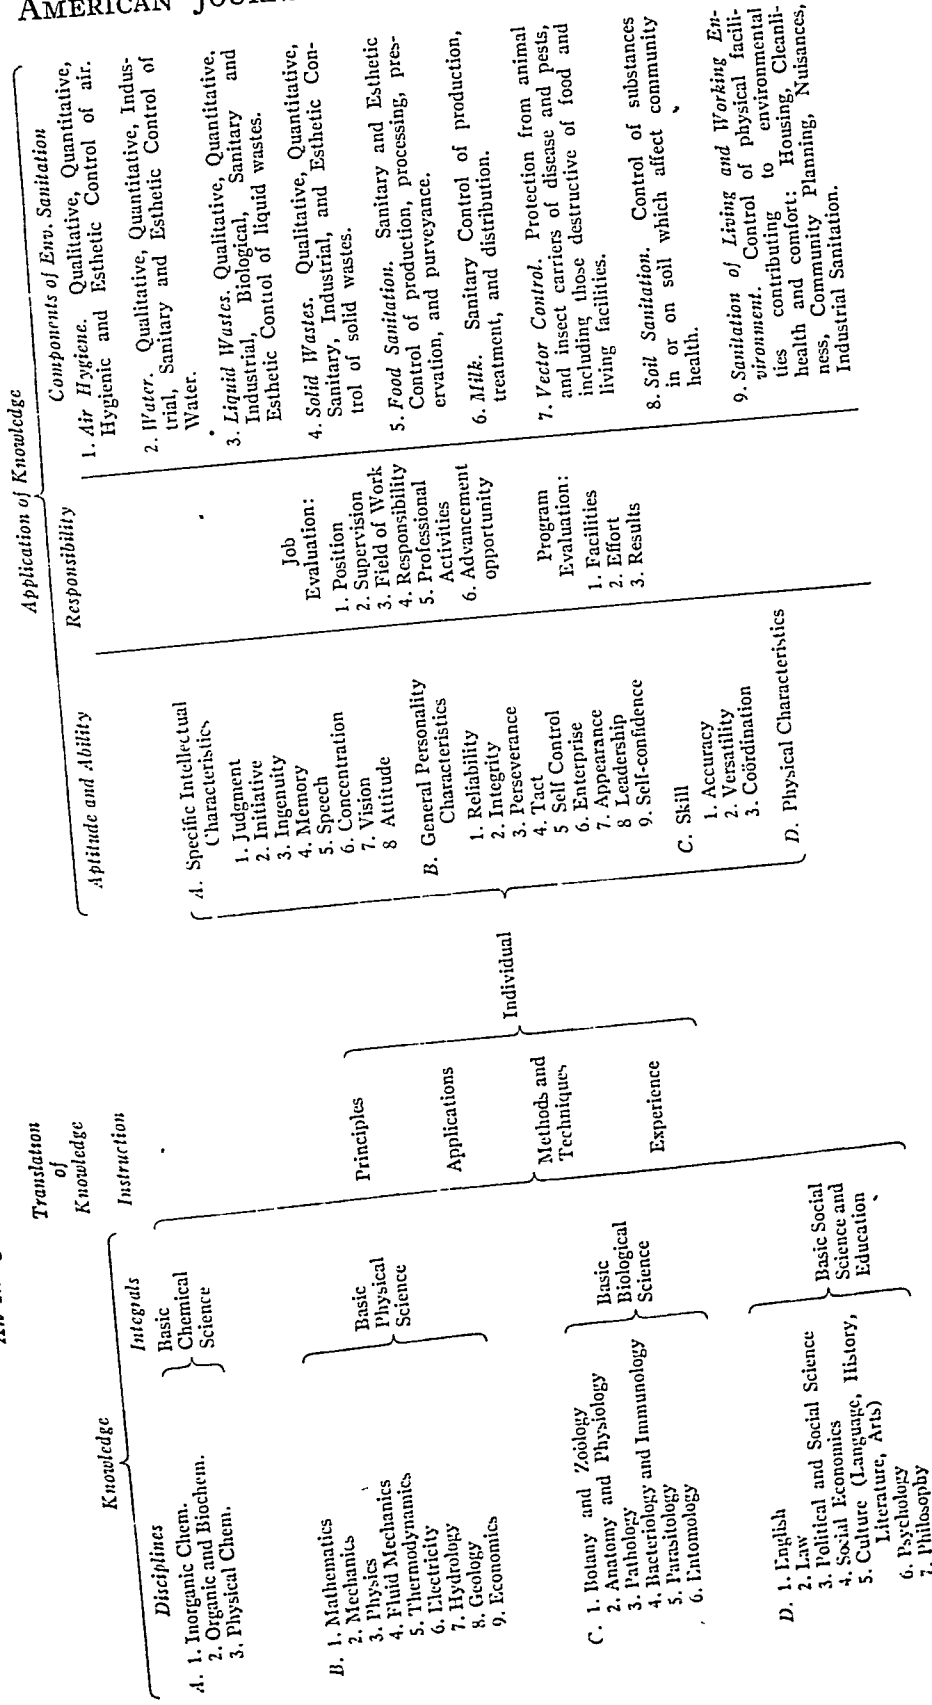 AMERICAN
Knowledge
Disciplines
A. 1. Inorganic Chem.
2. Organic and Biochem.
3. Physical Chem.
B. 1. Mathematics
2. Mechanics
3. Physics
4. Fluid Mechanics
5. Thermodynamics
6. Electricity
7. Hydrology
8. Geology
9. Economics
C. 1. Botany and Zoölogy
2. Anatomy and Physiology
3. Pathology
4. Bacteriology and Immunology
5. Parasitology
6. Entomology
D. 1. English
2. Law
3. Political and Social Science
4. Social Economics
5. Culture (Language, History,
Literature, Arts)
6. Psychology
7. Philosophy
Integrals
Basic
Chemical
Science
Basic
Physical
Science
Basic
Biological
Science
Basic Social
Science and
Education
Translation
of
Knowledge
Instruction
Principles
Applications
Methods and
Techniques
Experience
Individual
Application of Knowledge
Aptitude and Ability
A. Specific Intellectual
Characteristics
1. Judgment
2. Initiative
3. Ingenuity
4. Memory
5. Speech
6. Concentration
7. Vision
8 Attitude
B. General Personality
Characteristics
1. Reliability
2. Integrity
3. Perseverance
4. Tact
5 Self Control
6. Enterprise
7. Appearance
8 Leadership
9. Self-confidence
C. Skill
1. Accuracy
2. Versatility
3. Coördination
D. Physical Characteristics
Responsibility
Job
Evaluation:
1. Position
2. Supervision
3. Field of Work
4. Responsibility
5. Professional
Activities
6. Advancement
opportunity
Program
Evaluation:
1. Facilities
2. Effort
3. Results
Components of Env. Sanitation
1. Air Hygiene. Qualitative, Quantitative,
Hygienic and Esthetic Control of air.
2. Water. Qualitative, Quantitative, Indus-
trial, Sanitary and Esthetic Control of
Water.
3. Liquid Wastes. Qualitative, Quantitative,
Industrial, Biological, Sanitary and
Esthetic Control of liquid wastes.
4. Solid Wastes. Qualitative, Quantitative,
Sanitary, Industrial, and Esthetic Con-
trol of solid wastes.
5. Food Sanitation. Sanitary and Esthetic
Control of production, processing, pres-
ervation, and purveyance.
6. Milk. Sanitary Control of production,
treatment, and distribution.
7. Vector Control. Protection from animal
and insect carriers of disease and pests,
including those destructive of food and
living facilities.
8. Soil Sanitation. Control of substances
in or on soil which affect community
health.
9. Sanitation of Living and Working En-
vironment. Control of physical facili-
ties contributing to environmental
health and comfort: Housing, Cleanli-
ness, Community Planning, Nuisances,
Industrial Sanitation.